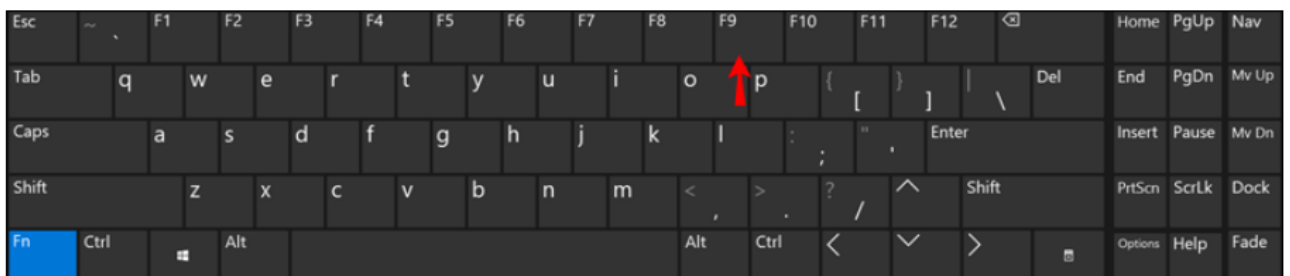 Esc ~ ` F1 F2 F3 F4 F5 F6 F7 F8 F9 F10 F11 F12 Home PgUp Nav
Tab q w e r t y u i o p { [ } ] | \ Del End PgDn Mv Up
Caps a s d f g h j k l : ; " ' Enter Insert Pause Mv Dn
Shift z x c v b n m < , > . ? / Shift PrtScn ScrLk Dock
Fn Ctrl Alt Alt Ctrl Options Help Fade